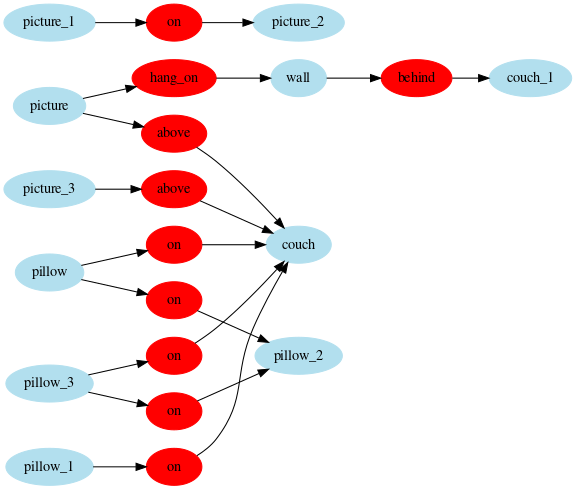 picture_1 on picture_2
hang_on wall behind couch_1
picture
above
picture_3 above
on couch
pillow
on
on pillow_2
pillow_3
on
pillow_1 on